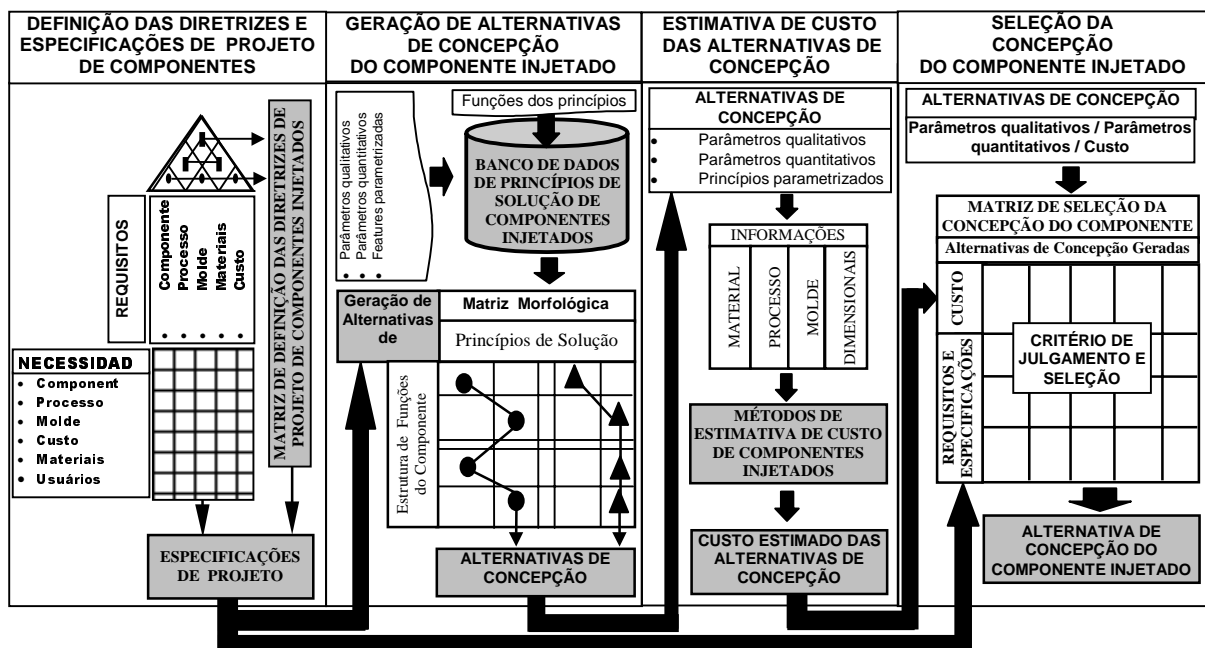 DEFINIÇÃO DAS DIRETRIZES E
ESPECIFICAÇÕES DE PROJETO
DE COMPONENTES
REQUISITOS
Componente
Processo
Molde
Materiais
Custo
MATRIZ DE DEFINIÇÃO DAS DIRETRIZES DE
PROJETO DE COMPONENTES INJETADOS
NECESSIDAD
• Component
• Processo
• Molde
• Custo
• Materiais
• Usuários
ESPECIFICAÇÕES
DE PROJETO
GERAÇÃO DE ALTERNATIVAS
DE CONCEPÇÃO
DO COMPONENTE INJETADO
• Parâmetros qualitativos
• Parâmetros quantitativos
• Features parametrizadas
Funções dos princípios
BANCO DE DADOS
DE PRINCÍPIOS DE
SOLUÇÃO DE
COMPONENTES
INJETADOS
Geração de
Alternativas
de
Matriz Morfológica
Princípios de Solução
Estrutura de Funções
do Componente
ALTERNATIVAS DE
CONCEPÇÃO
ESTIMATIVA DE CUSTO
DAS ALTERNATIVAS DE
CONCEPÇÃO
ALTERNATIVAS DE
CONCEPÇÃO
• Parâmetros qualitativos
• Parâmetros quantitativos
• Princípios parametrizados
INFORMAÇÕES
MATERIAL
PROCESSO
MOLDE
DIMENSIONAIS
MÉTODOS DE
ESTIMATIVA DE CUSTO
DE COMPONENTES
INJETADOS
CUSTO ESTIMADO DAS
ALTERNATIVAS DE
CONCEPÇÃO
SELEÇÃO DA
CONCEPÇÃO
DO COMPONENTE INJETADO
ALTERNATIVAS DE CONCEPÇÃO
Parâmetros qualitativos / Parâmetros
quantitativos / Custo
MATRIZ DE SELEÇÃO DA
CONCEPÇÃO DO COMPONENTE
Alternativas de Concepção Geradas
CUSTO
REQUISITOS E
ESPECIFICAÇÕES
CRITÉRIO DE
JULGAMENTO E
SELEÇÃO
ALTERNATIVA DE
CONCEPÇÃO DO
COMPONENTE INJETADO